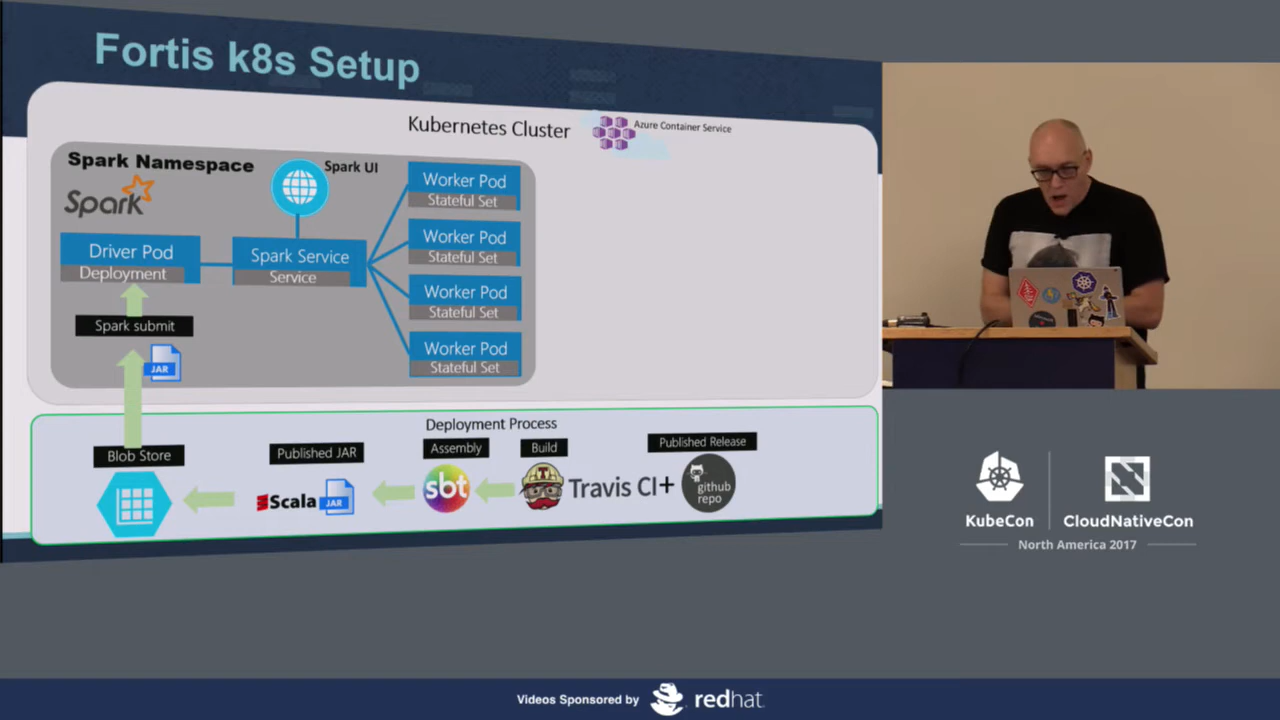 Fortis k8s Setup
Kubernetes Cluster
Azure Container Service
Spark Namespace
Spark UI
Spark
Driver Pod
Deployment
Spark Service
Service
Worker Pod
Stateful Set
Worker Pod
Stateful Set
Worker Pod
Stateful Set
Worker Pod
Stateful Set
Spark submit
JAR
Deployment Process
Blob Store
Published JAR
Assembly
Build
Published Release
Scala
JAR
sbt
T
Travis CI+
github
repo
KubeCon
CloudNativeCon
North America 2017
Videos Sponsored by
redhat.